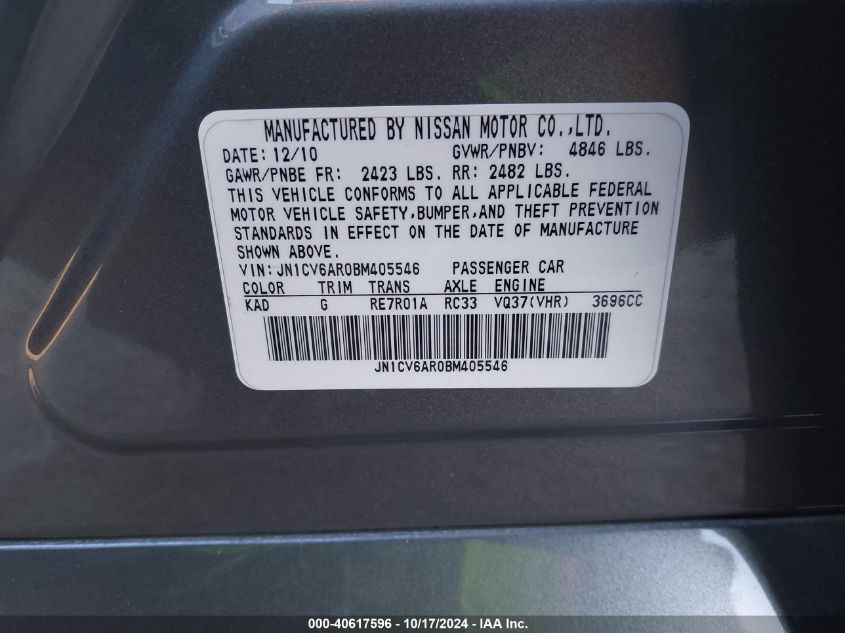 MANUFACTURED BY NISSAN MOTOR CO.,LTD.
DATE: 12/10 GVWR/PNBV: 4846 LBS.
GAWR/PNBE FR: 2423 LBS. RR: 2482 LBS.
THIS VEHICLE CONFORMS TO ALL APPLICABLE FEDERAL
MOTOR VEHICLE SAFETY,BUMPER,AND THEFT PREVENTION
STANDARDS IN EFFECT ON THE DATE OF MANUFACTURE
SHOWN ABOVE.
VIN: JN1CV6AR0BM405546 PASSENGER CAR
COLOR TRIM TRANS AXLE ENGINE
KAD G RE7R01A RC33 VQ37(VHR) 3696CC
JN1CV6AR0BM405546
000-40617596 - 10/17/2024 - IAAI.com